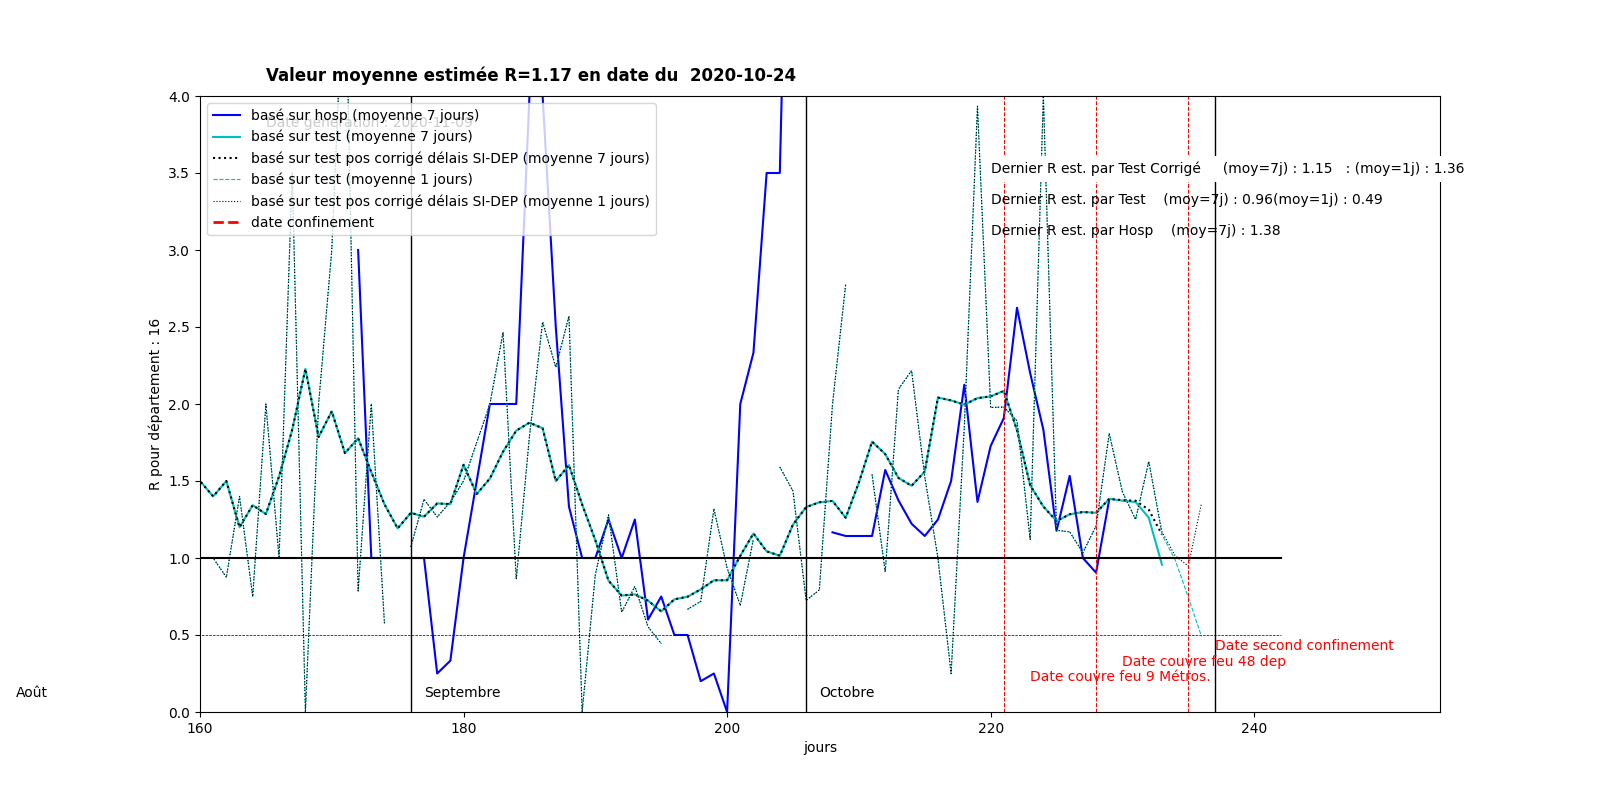 Valeur moyenne estimée R=1.17 en date du  2020-10-24
Date génération : 2020-11-09
basé sur hosp (moyenne 7 jours)
basé sur test (moyenne 7 jours)
basé sur test pos corrigé délais SI-DEP (moyenne 7 jours)
basé sur test (moyenne 1 jours)
basé sur test pos corrigé délais SI-DEP (moyenne 1 jours)
date confinement
Dernier R est. par Test Corrigé     (moy=7j) : 1.15   : (moy=1j) : 1.36
Dernier R est. par Test    (moy=7j) : 0.96(moy=1j) : 0.49
Dernier R est. par Hosp    (moy=7j) : 1.38
4.0
3.5
3.0
2.5
2.0
1.5
1.0
0.5
0.0
R pour département : 16
Date second confinement
Date couvre feu 48 dep
Date couvre feu 9 Métros.
Août
Septembre
Octobre
160
180
200
220
240
jours